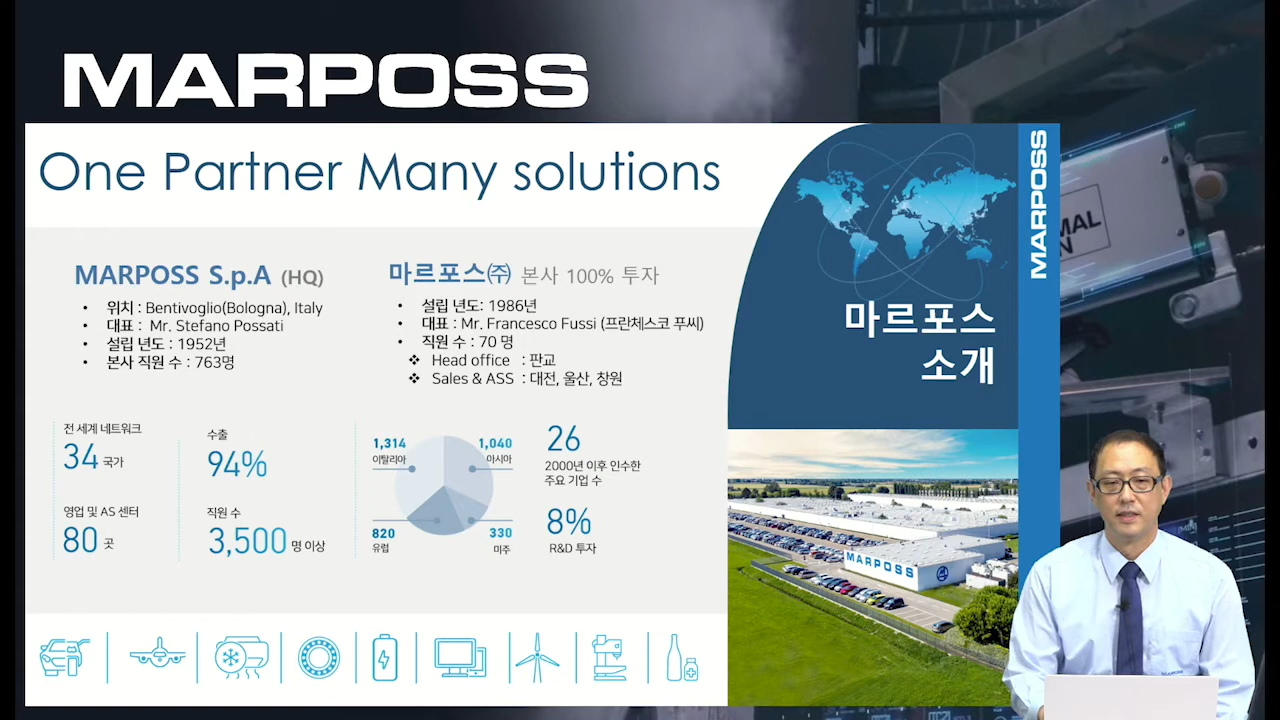 MARPOSS
One Partner Many solutions
MARPOSS S.p.A (HQ)
• 위치 : Bentivoglio(Bologna), Italy
• 대표 : Mr. Stefano Possati
• 설립 년도 : 1952년
• 본사 직원 수 : 763명
마르포스㈜ 본사 100% 투자
• 설립 년도: 1986년
• 대표 : Mr. Francesco Fussi (프란체스코 푸씨)
• 직원 수 : 70 명
❖ Head office : 판교
❖ Sales & ASS : 대전, 울산, 창원
전 세계 네트워크
34 국가
수출
94%
영업 및 AS 센터
80 곳
직원 수
3,500 명 이상
1,314
이탈리아
1,040
아시아
820
유럽
330
미주
26
2000년 이후 인수한
주요 기업 수
8%
R&D 투자
마르포스
소개
MARPOSS
MARPOSS
MAL
N